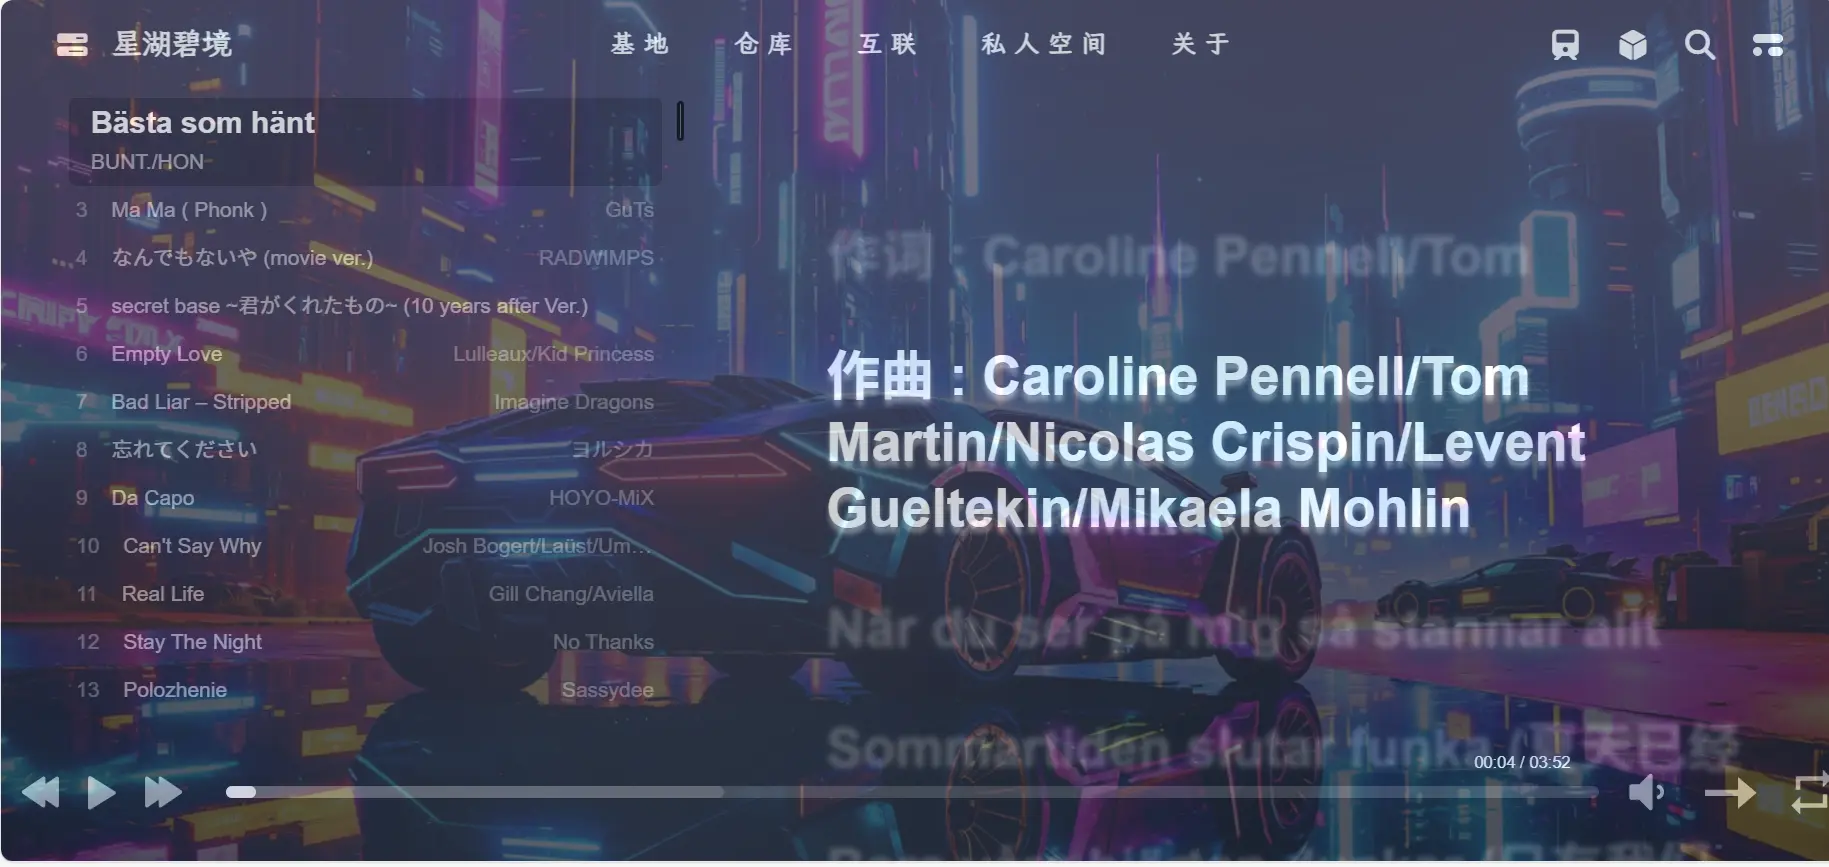 星湖碧境
基地 仓库 互联 私人空间 关于
Bästa som hänt
BUNT./HON
3 Ma Ma ( Phonk ) GuTs
4 なんでもないや (movie ver.) RADWIMPS
5 secret base ~君がくれたもの~ (10 years after Ver.)
6 Empty Love Lulleaux/Kid Princess
7 Bad Liar – Stripped Imagine Dragons
8 忘れてください ヨルシカ
9 Da Capo HOYO-MiX
10 Can't Say Why Josh Bogert/Laüst/Um…
11 Real Life Gill Chang/Aviella
12 Stay The Night No Thanks
13 Polozhenie Sassydee
作词 : Caroline Pennell/Tom
作曲 : Caroline Pennell/Tom
Martin/Nicolas Crispin/Levent
Gueltekin/Mikaela Mohlin
När du ser på mig så stannar allt
Sommartiden slutar funka /夏天已经
00:04 / 03:52